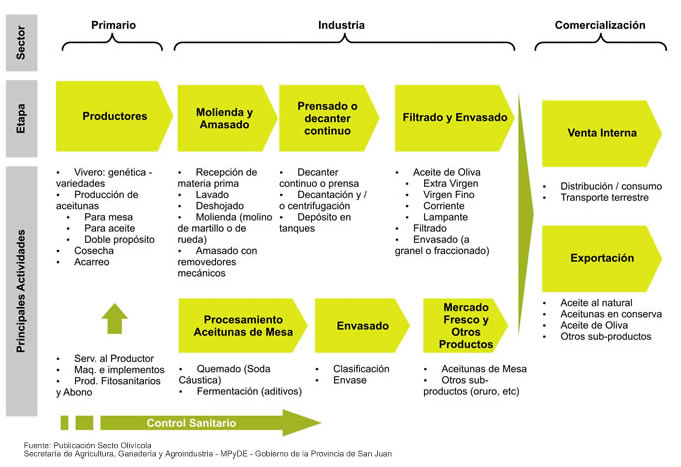 Sector
Primario
Industria
Comercialización
Etapa
Productores
Molienda y
Amasado
Prensado o
decanter
continuo
Filtrado y Envasado
Venta Interna
Principales Actividades
• Vivero: genética -
variedades
• Producción de
aceitunas
• Para mesa
• Para aceite
• Doble propósito
• Cosecha
• Acarreo
• Recepción de
materia prima
• Lavado
• Deshojado
• Molienda (molino
de martillo o de
rueda)
• Amasado con
removedores
mecánicos
• Decanter
continuo o prensa
• Decantación y /
o centrifugación
• Depósito en
tanques
• Aceite de Oliva
• Extra Virgen
• Virgen Fino
• Corriente
• Lampante
• Filtrado
• Envasado (a
granel o fraccionado)
• Distribución / consumo
• Transporte terrestre
Exportación
• Aceite al natural
• Aceitunas en conserva
• Aceite de Oliva
• Otros sub-productos
Procesamiento
Aceitunas de Mesa
Envasado
Mercado
Fresco y
Otros
Productos
• Serv. al Productor
• Maq. e implementos
• Prod. Fitosanitarios
y Abono
• Quemado (Soda
Cáustica)
• Fermentación (aditivos)
• Clasificación
• Envase
• Aceitunas de Mesa
• Otros sub-
productos (oruro, etc)
Control Sanitario
Fuente: Publicación Secto Olivícola
Secretaría de Agricultura, Ganadería y Agroindustria - MPyDE - Gobierno de la Provincia de San Juan